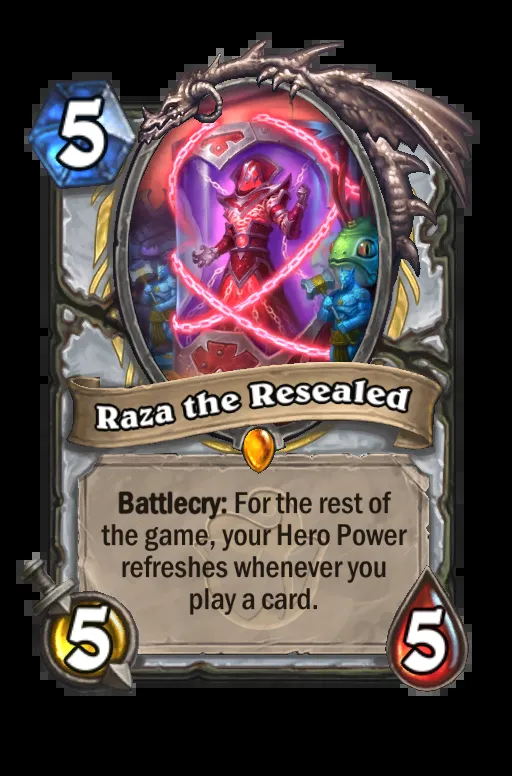 5
Raza the Resealed
Battlecry: For the rest of
the game, your Hero Power
refreshes whenever you
play a card.
5
5